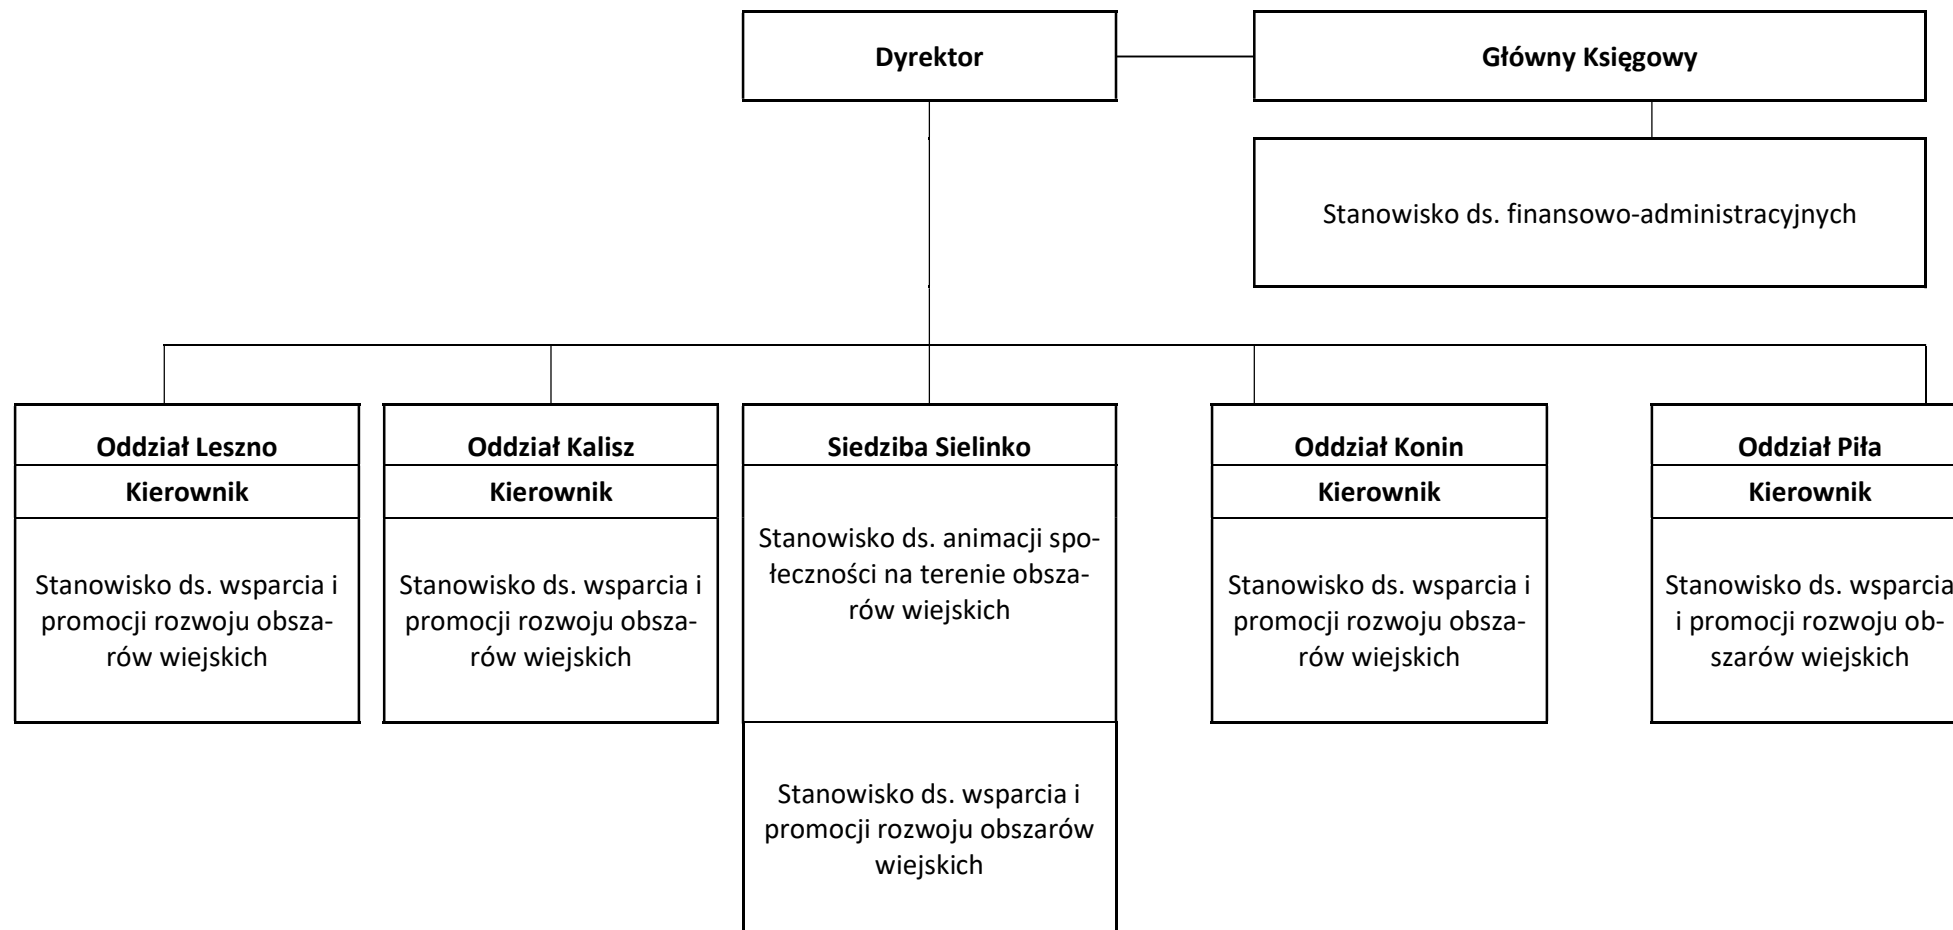 Dyrektor
Główny Księgowy
Stanowisko ds. finansowo-administracyjnych
Oddział Leszno
Kierownik
Stanowisko ds. wsparcia i
promocji rozwoju obsza-
rów wiejskich
Oddział Kalisz
Kierownik
Stanowisko ds. wsparcia i
promocji rozwoju obsza-
rów wiejskich
Siedziba Sielinko
Stanowisko ds. animacji spo-
łeczności na terenie obsza-
rów wiejskich
Stanowisko ds. wsparcia i
promocji rozwoju obszarów
wiejskich
Oddział Konin
Kierownik
Stanowisko ds. wsparcia i
promocji rozwoju obsza-
rów wiejskich
Oddział Piła
Kierownik
Stanowisko ds. wsparcia
i promocji rozwoju ob-
szarów wiejskich